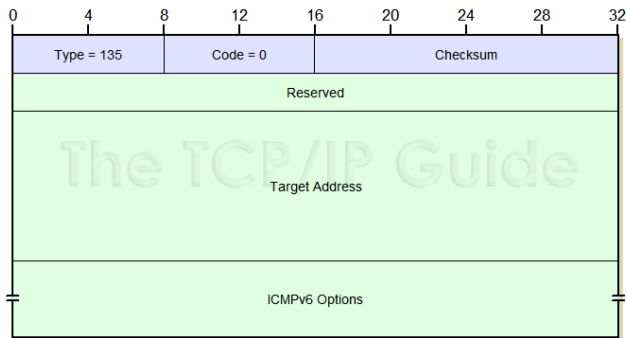 0 4 8 12 16 20 24 28 32
Type = 135 Code = 0 Checksum
Reserved
The TCP/IP Guide
Target Address
ICMPv6 Options